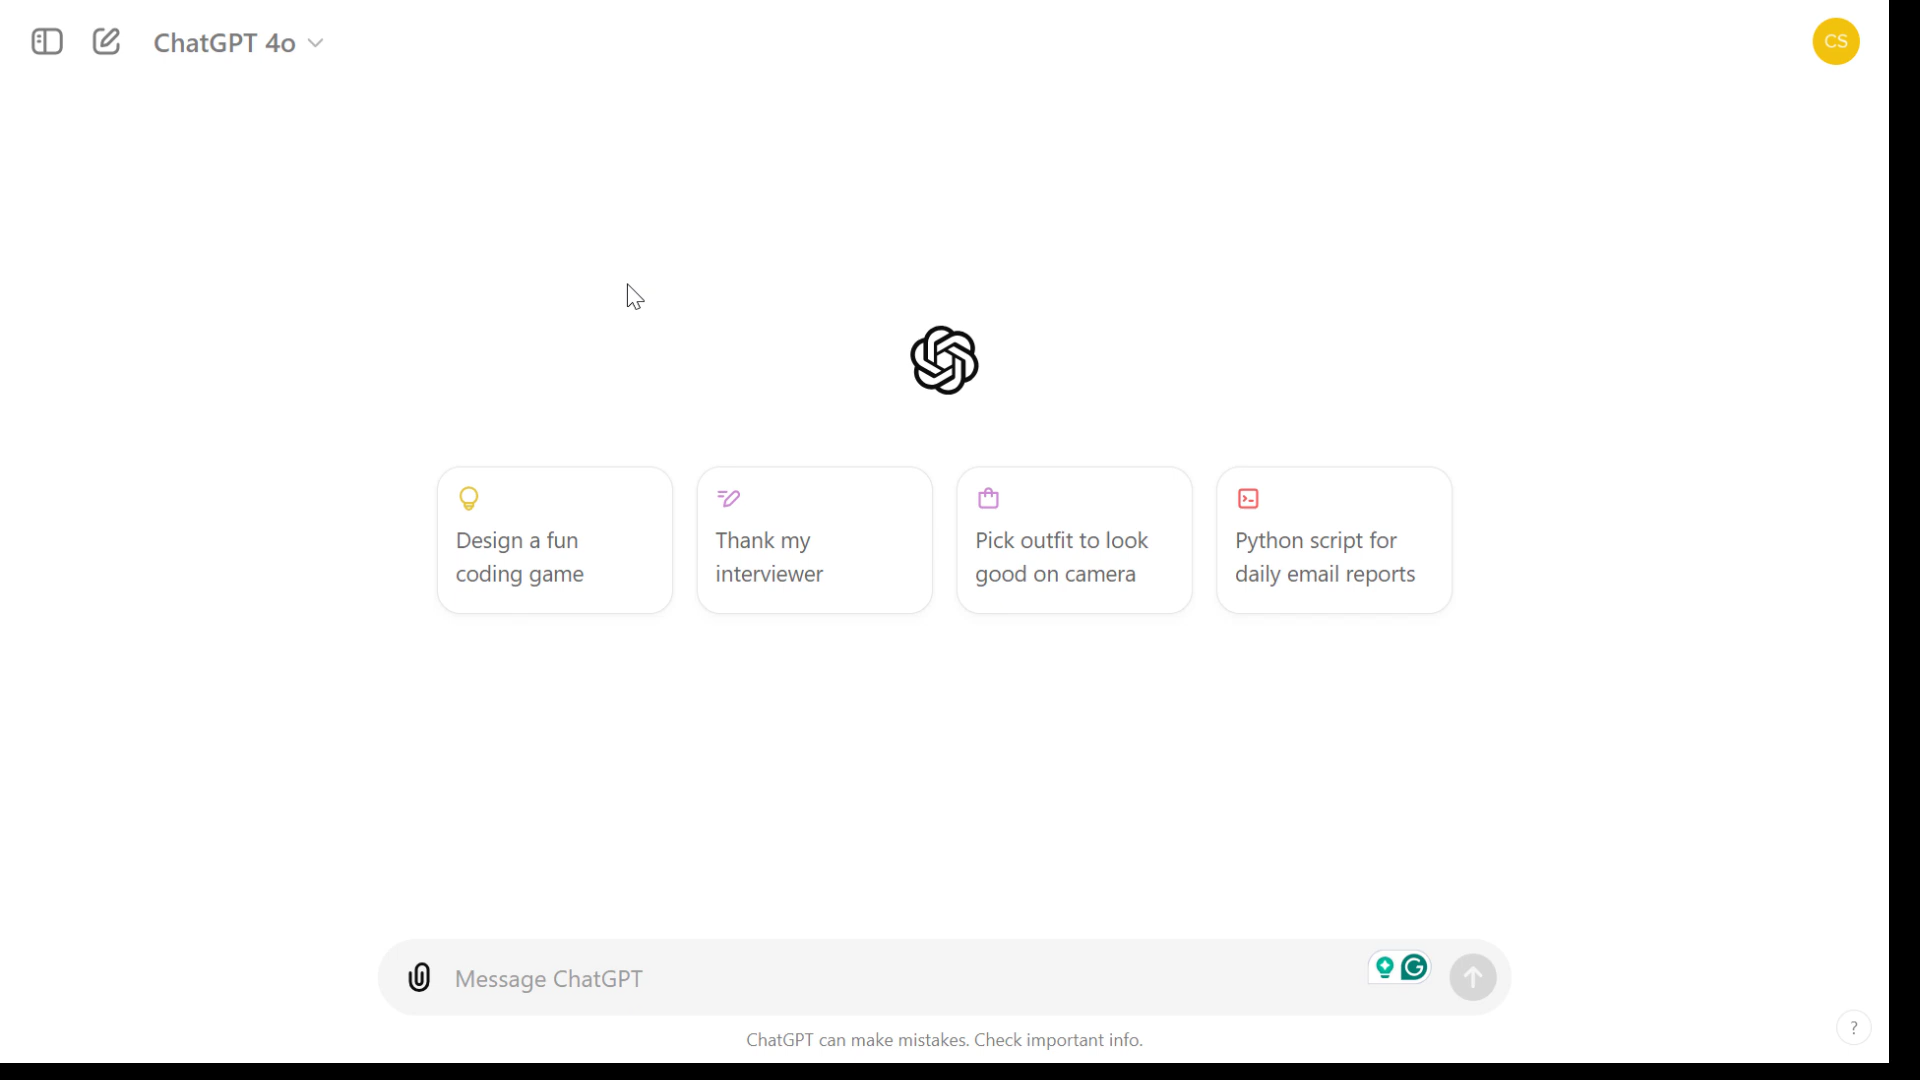 ChatGPT 4o
CS
Design a fun
coding game
Thank my
interviewer
Pick outfit to look
good on camera
Python script for
daily email reports
Message ChatGPT
ChatGPT can make mistakes. Check important info.
?